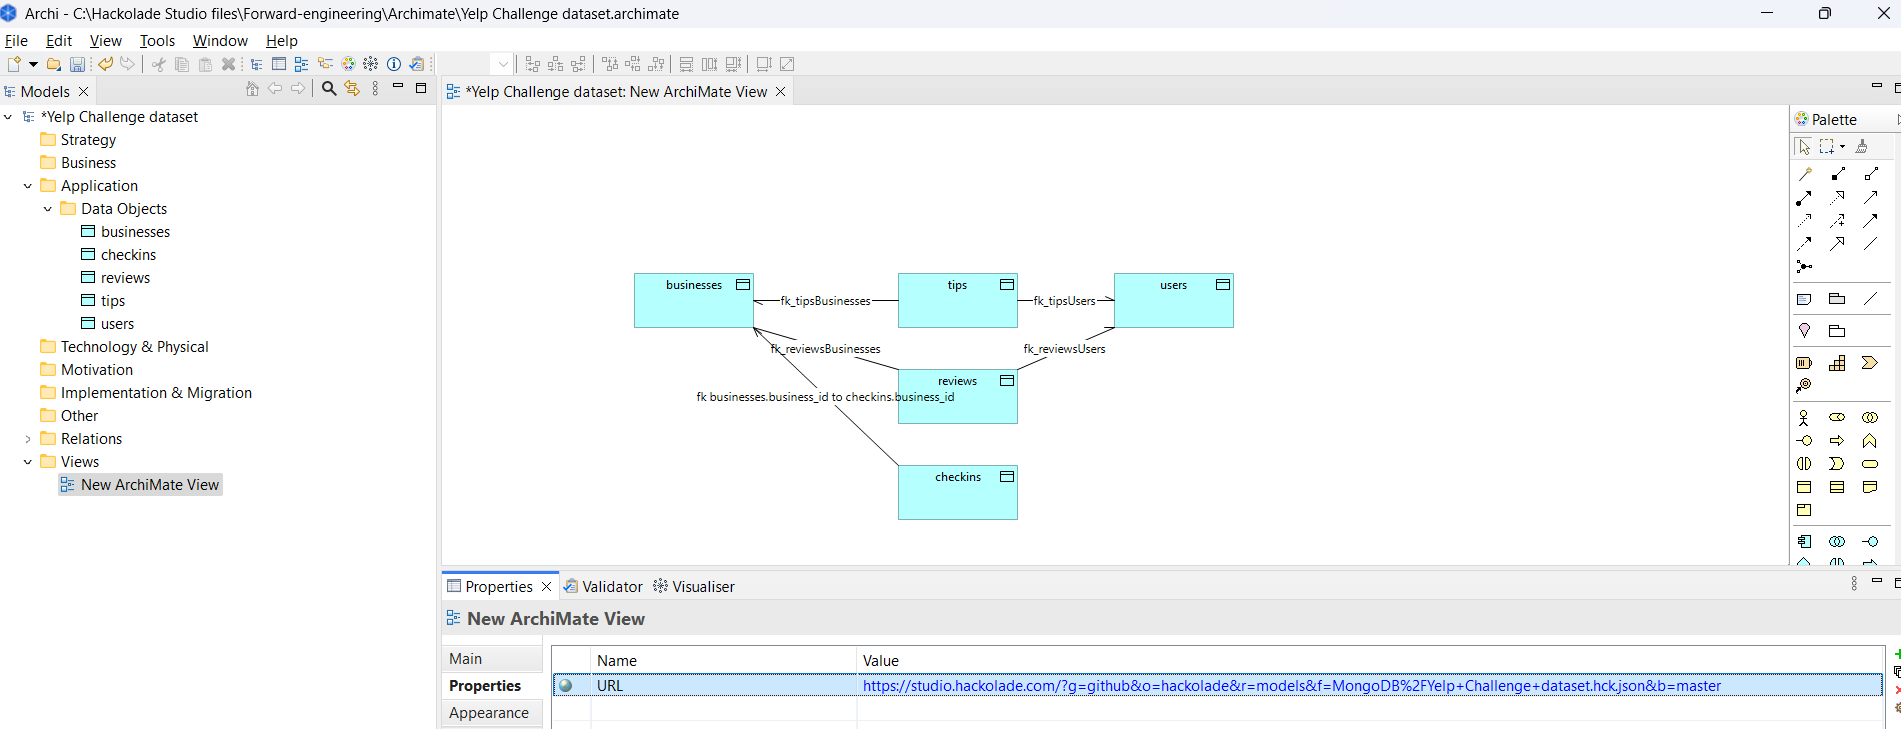 Archi - C:\Hackolade Studio files\Forward-engineering\Archimate\Yelp Challenge dataset.archimate
File Edit View Tools Window Help
Models
*Yelp Challenge dataset
Strategy
Business
Application
Data Objects
businesses
checkins
reviews
tips
users
Technology & Physical
Motivation
Implementation & Migration
Other
Relations
Views
New ArchiMate View
*Yelp Challenge dataset: New ArchiMate View
businesses
fk_tipsBusinesses
tips
fk_tipsUsers
users
fk_reviewsBusinesses
fk_reviewsUsers
reviews
fk businesses.business_id to checkins.business_id
checkins
Palette
Properties Validator Visualiser
New ArchiMate View
Main
Properties
Appearance
Name Value
URL https://studio.hackolade.com/?g=github&o=hackolade&r=models&f=MongoDB%2FYelp+Challenge+dataset.hck.json&b=master